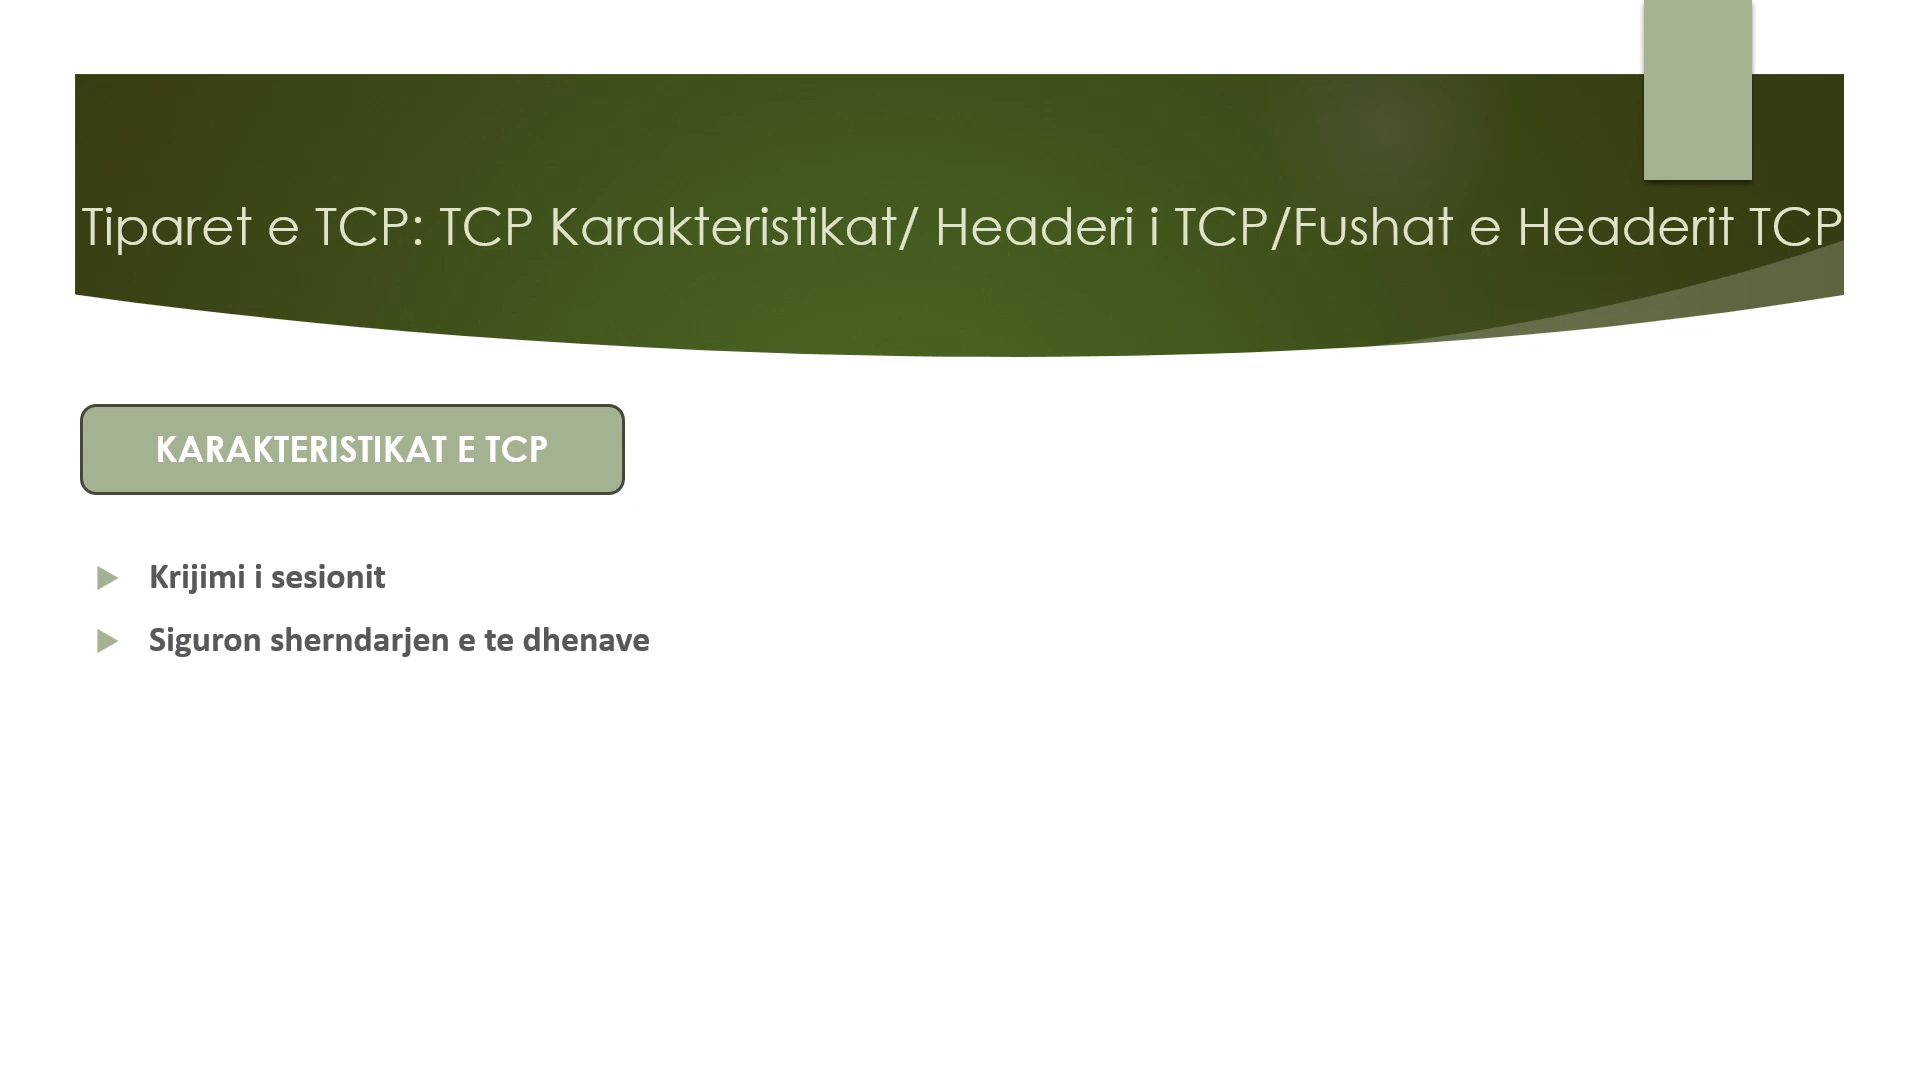 Tiparet e TCP: TCP Karakteristikat/ Headeri i TCP/Fushat e Headerit TCP
KARAKTERISTIKAT E TCP
Krijimi i sesionit
Siguron sherndarjen e te dhenave